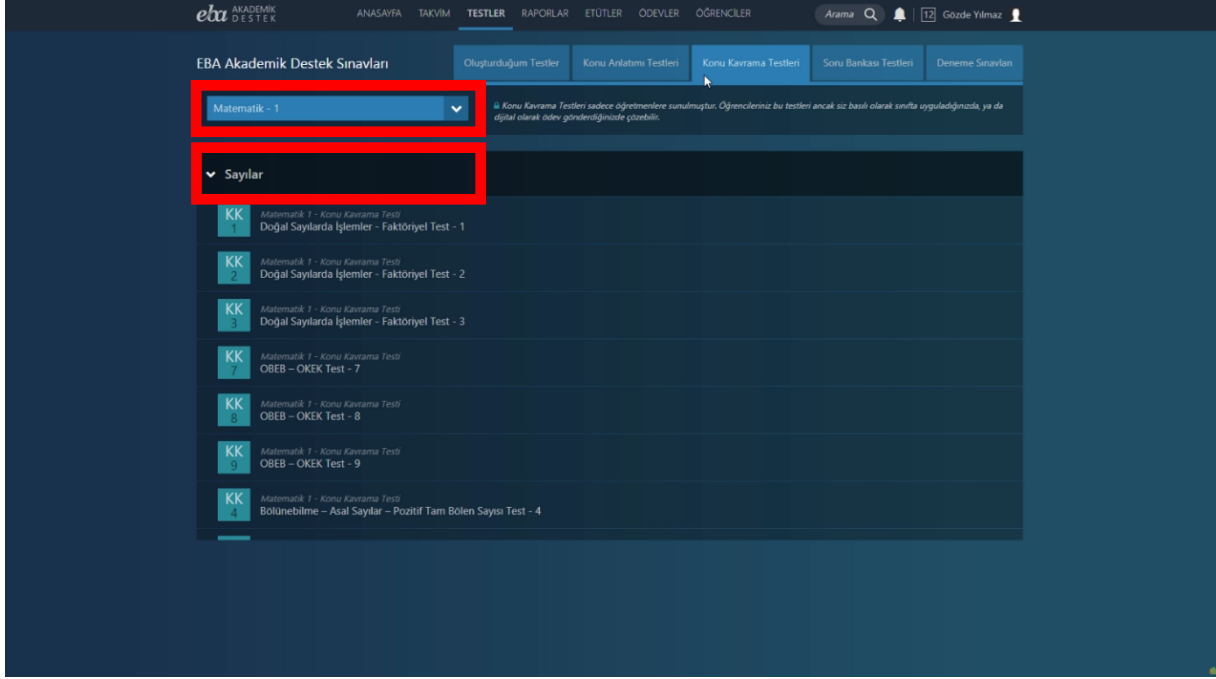 eba AKADEMİK DESTEK
ANASAYFA TAKVİM TESTLER RAPORLAR ETÜTLER ÖDEVLER ÖĞRENCİLER Arama 12 Gözde Yılmaz
EBA Akademik Destek Sınavları
Oluşturduğum Testler Konu Anlatımı Testleri Konu Kavrama Testleri Soru Bankası Testleri Deneme Sınavları
Matematik - 1
Konu Kavrama Testleri sadece öğretmenlere sunulmuştur. Öğrencileriniz bu testleri ancak siz basılı olarak sınıfta uyguladığınızda, ya da
dijital olarak ödev gönderdiğinizde çözebilir.
Sayılar
KK 1
Matematik 1 - Konu Kavrama Testi
Doğal Sayılarda İşlemler - Faktöriyel Test - 1
KK 2
Matematik 1 - Konu Kavrama Testi
Doğal Sayılarda İşlemler - Faktöriyel Test - 2
KK 3
Matematik 1 - Konu Kavrama Testi
Doğal Sayılarda İşlemler - Faktöriyel Test - 3
KK 7
Matematik 1 - Konu Kavrama Testi
OBEB – OKEK Test - 7
KK 8
Matematik 1 - Konu Kavrama Testi
OBEB – OKEK Test - 8
KK 9
Matematik 1 - Konu Kavrama Testi
OBEB – OKEK Test - 9
KK 4
Matematik 1 - Konu Kavrama Testi
Bölünebilme – Asal Sayılar – Pozitif Tam Bölen Sayısı Test - 4